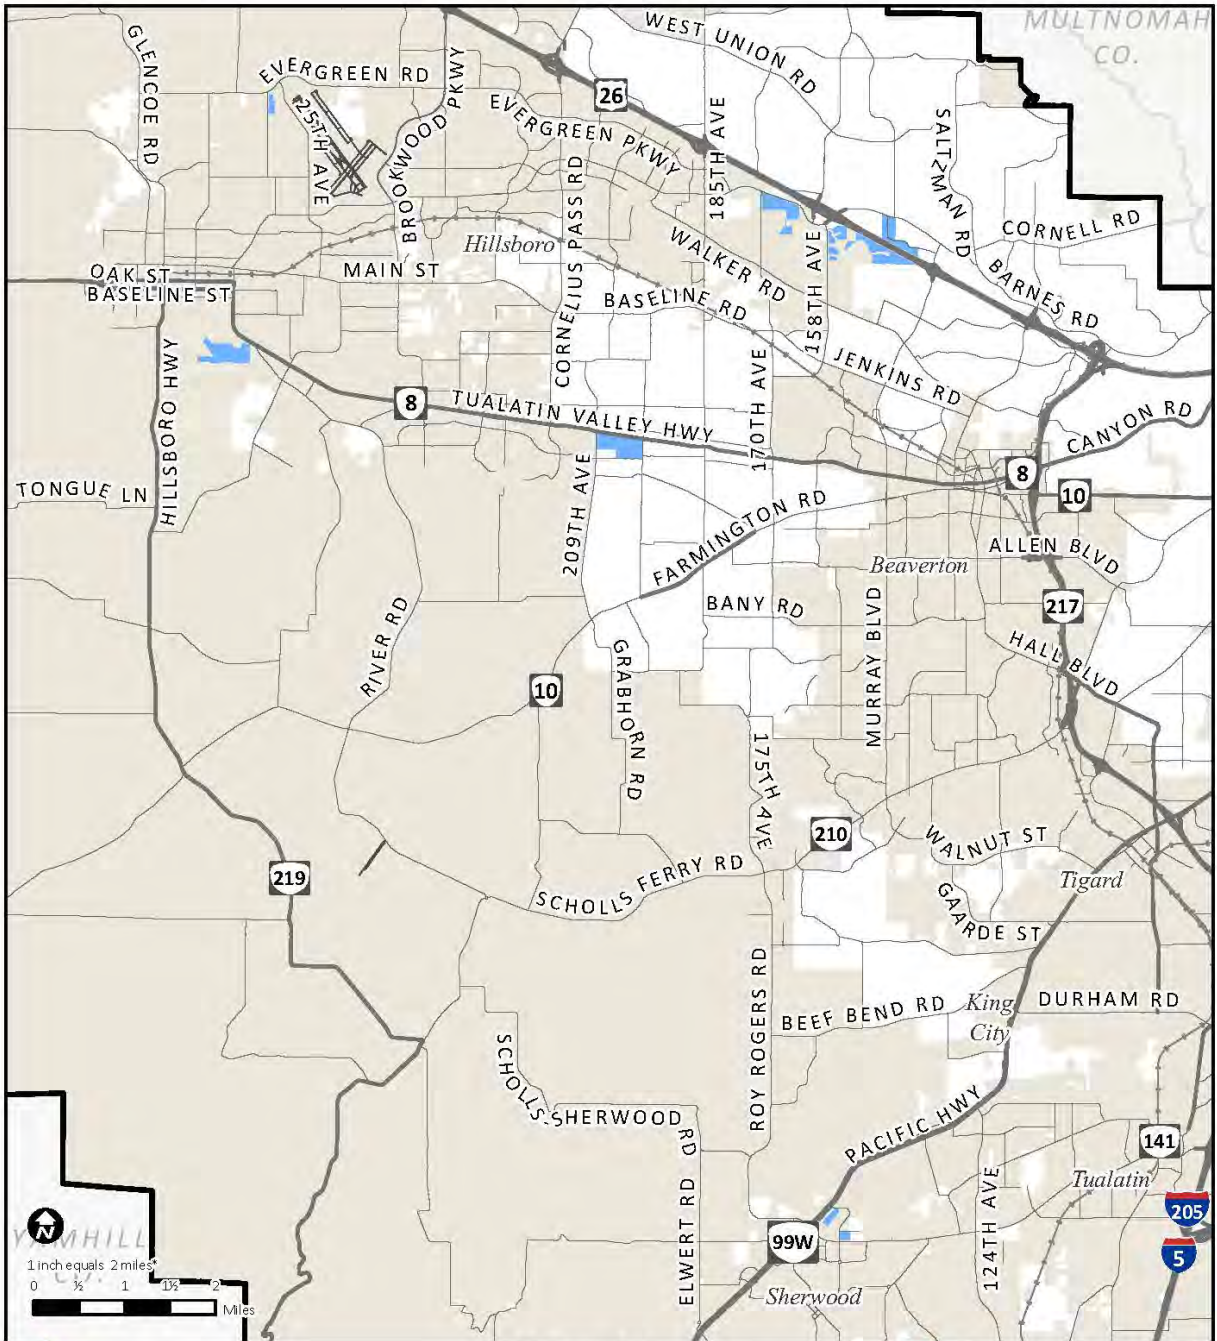 MULTNOMAH
CO.
WEST UNION RD
GLENCOE RD
EVERGREEN RD
26
25TH AVE
BROOKWOOD PKWY
EVERGREEN PKWY
185TH AVE
SALTZMAN RD
CORNELIUS PASS RD
CORNELL RD
Hillsboro
WALKER RD
158TH AVE
OAK ST
MAIN ST
BARNES RD
BASELINE ST
BASELINE RD
HILLSBORO HWY
JENKINS RD
170TH AVE
8
TUALATIN VALLEY HWY
CANYON RD
8
TONGUE LN
10
209TH AVE
FARMINGTON RD
ALLEN BLVD
Beaverton
BANY RD
217
RIVER RD
MURRAY BLVD
HALL BLVD
GRABHORN RD
10
175TH AVE
210
WALNUT ST
219
SCHOLLS FERRY RD
Tigard
GAARDE ST
ROY ROGERS RD
BEEF BEND RD
King
City
DURHAM RD
SCHOLLS-SHERWOOD RD
PACIFIC HWY
141
ELWERT RD
124TH AVE
Tualatin
205
99W
5
Sherwood
N
YAMHILL
CO.
1 inch equals 2 miles*
0 ½ 1 1½ 2
Miles